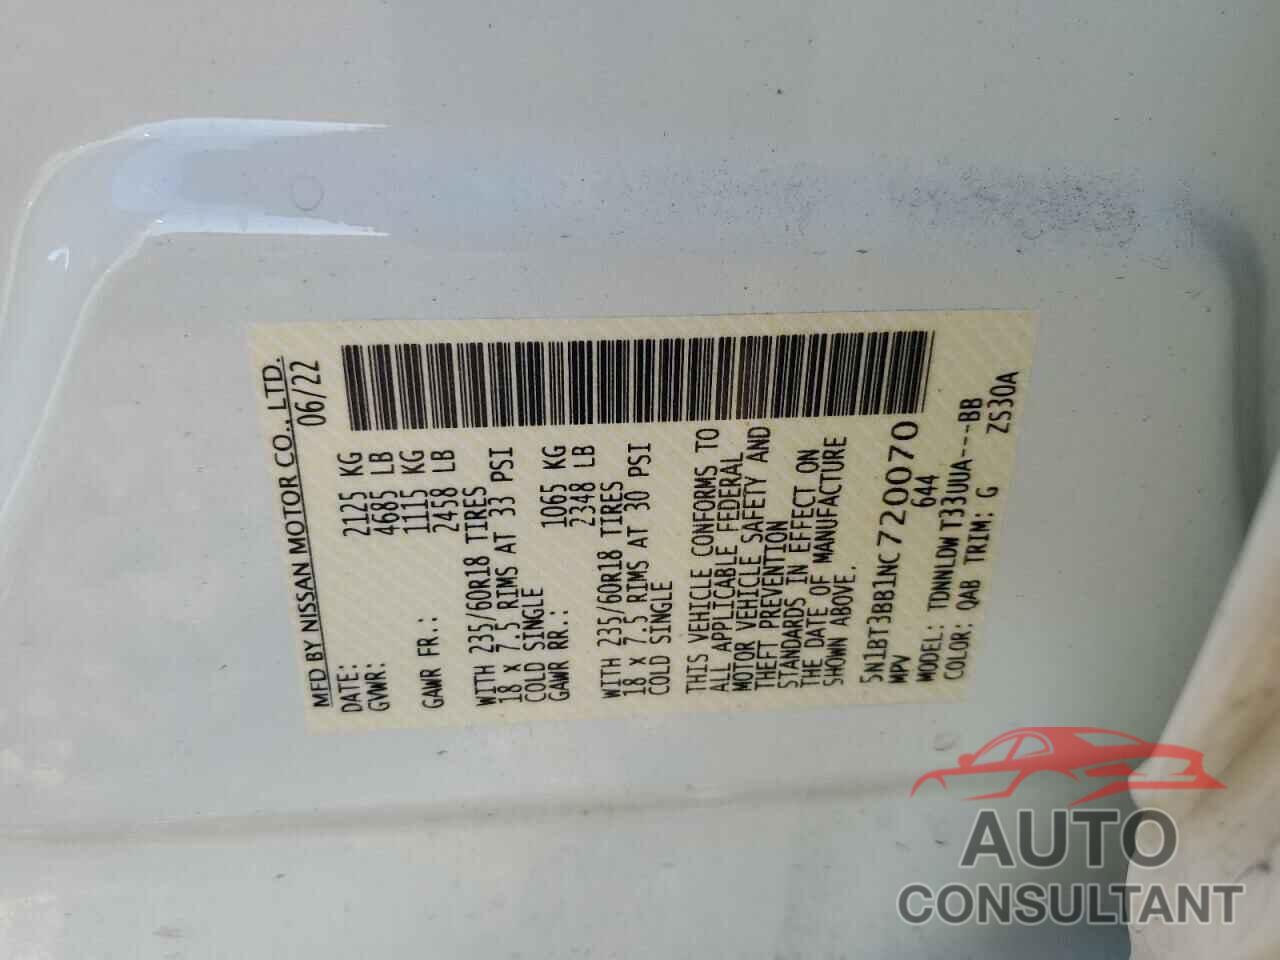 MFD BY NISSAN MOTOR CO., LTD.
DATE: 06/22
GVWR: 2125 KG
4685 LB
GAWR FR.: 1115 KG
2458 LB
WITH 235/60R18 TIRES
18 X 7.5 RIMS AT 33 PSI
COLD SINGLE
GAWR RR.: 1065 KG
2348 LB
WITH 235/60R18 TIRES
18 X 7.5 RIMS AT 30 PSI
COLD SINGLE
THIS VEHICLE CONFORMS TO
ALL APPLICABLE FEDERAL
MOTOR VEHICLE SAFETY AND
THEFT PREVENTION
STANDARDS IN EFFECT ON
THE DATE OF MANUFACTURE
SHOWN ABOVE.
5N1BT3BB1NC720070
MPV 644
MODEL: TDNNLDW T33UUA----BB
COLOR: QAB TRIM: G ZS30A
AUTO
CONSULTANT